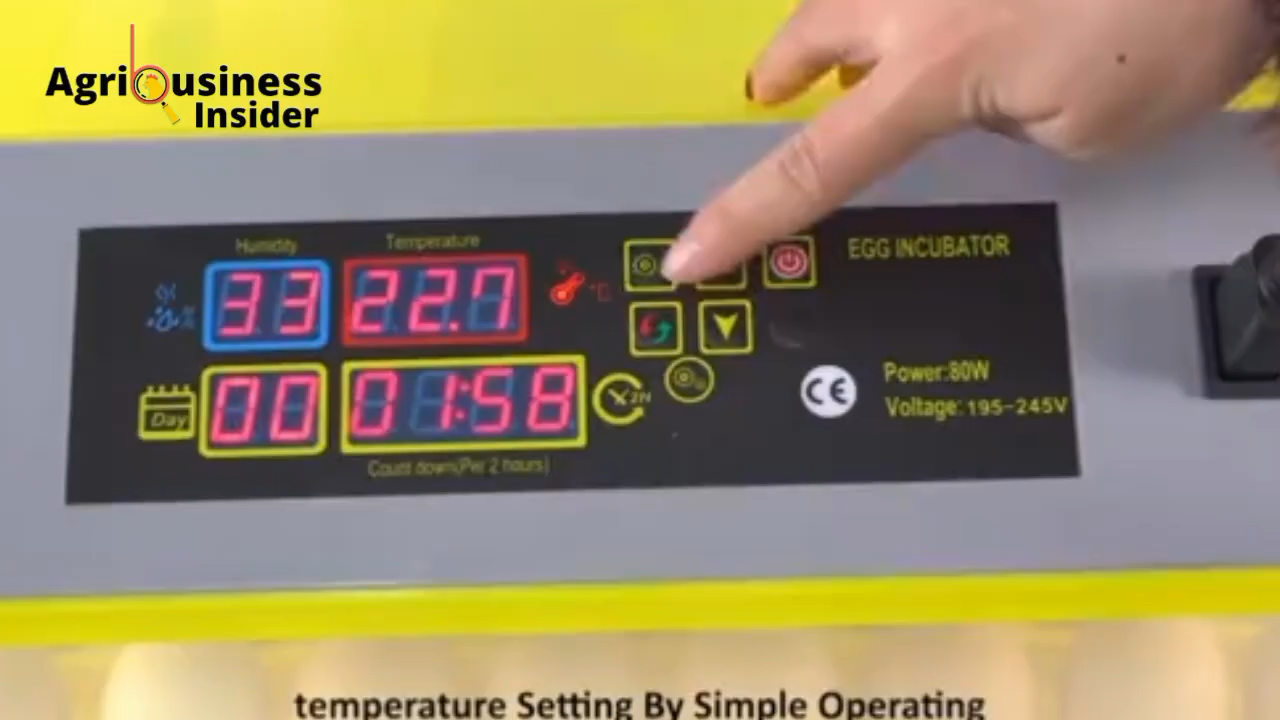 Agribusiness
Insider
Humidity
Temperature
33
22.7
°C
%
EGG INCUBATOR
00
01:58
Day
Count down(Per 2 hours)
CE
Power:80W
Voltage: 195-245V
temperature Setting By Simple Operating